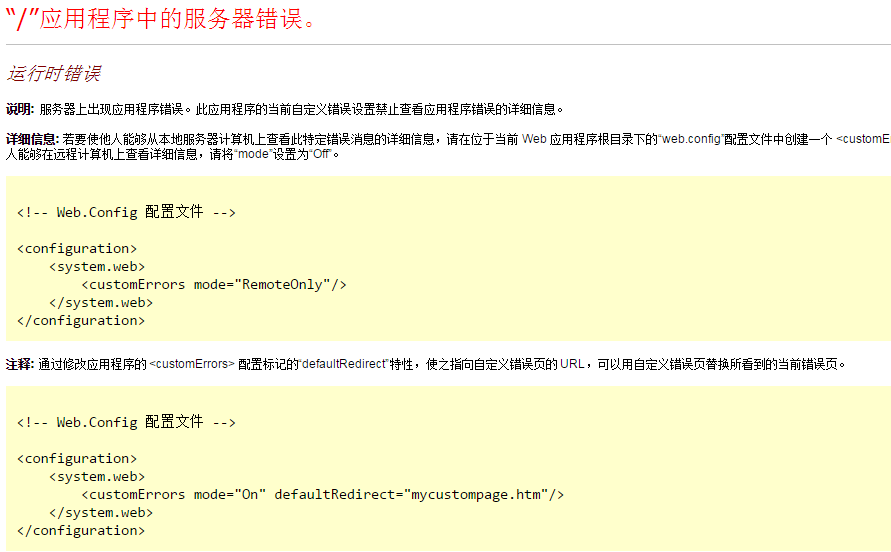 “/”应用程序中的服务器错误。
运行时错误
说明: 服务器上出现应用程序错误。此应用程序的当前自定义错误设置禁止查看应用程序错误的详细信息。
详细信息: 若要使他人能够从本地服务器计算机上查看此特定错误消息的详细信息，请在位于当前 Web 应用程序根目录下的“web.config”配置文件中创建一个 <customE
人能够在远程计算机上查看详细信息，请将“mode”设置为“Off”。
<!-- Web.Config 配置文件 -->
<configuration>
    <system.web>
        <customErrors mode="RemoteOnly"/>
    </system.web>
</configuration>
注释: 通过修改应用程序的 <customErrors> 配置标记的“defaultRedirect”特性，使之指向自定义错误页的 URL，可以用自定义错误页替换所看到的当前错误页。
<!-- Web.Config 配置文件 -->
<configuration>
    <system.web>
        <customErrors mode="On" defaultRedirect="mycustompage.htm"/>
    </system.web>
</configuration>